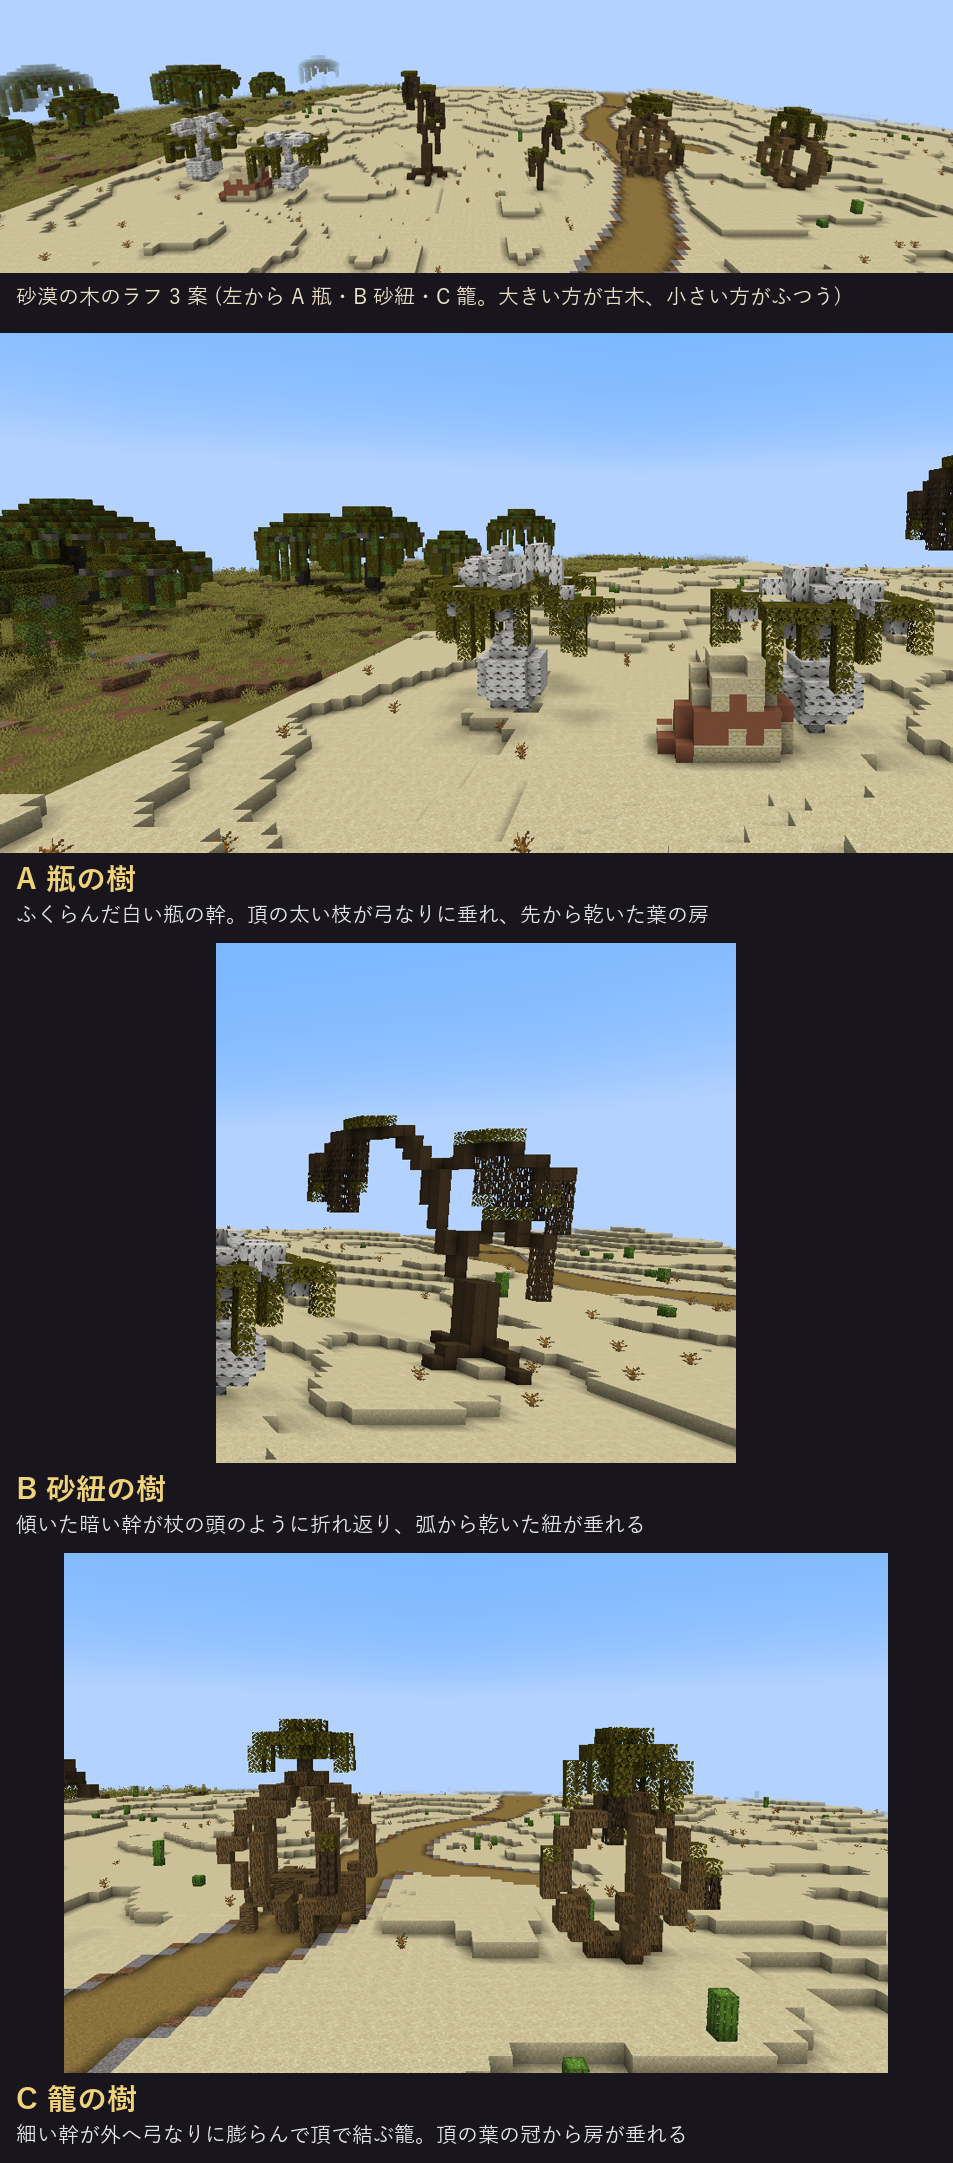 砂漠の木のラフ 3 案 (左から A 瓶・B 砂紐・C 籠。大きい方が古木、小さい方がふつう)
A 瓶の樹
ふくらんだ白い瓶の幹。頂の太い枝が弓なりに垂れ、先から乾いた葉の房
B 砂紐の樹
傾いた暗い幹が杖の頭のように折れ返り、弧から乾いた紐が垂れる
C 籠の樹
細い幹が外へ弓なりに膨らんで頂で結ぶ籠。頂の葉の冠から房が垂れる